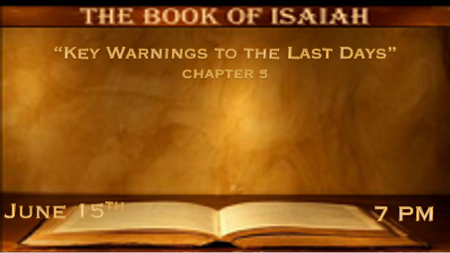 THE BOOK OF ISAIAH
“KEY WARNINGS TO THE LAST DAYS”
CHAPTER 5
JUNE 15TH
7 PM